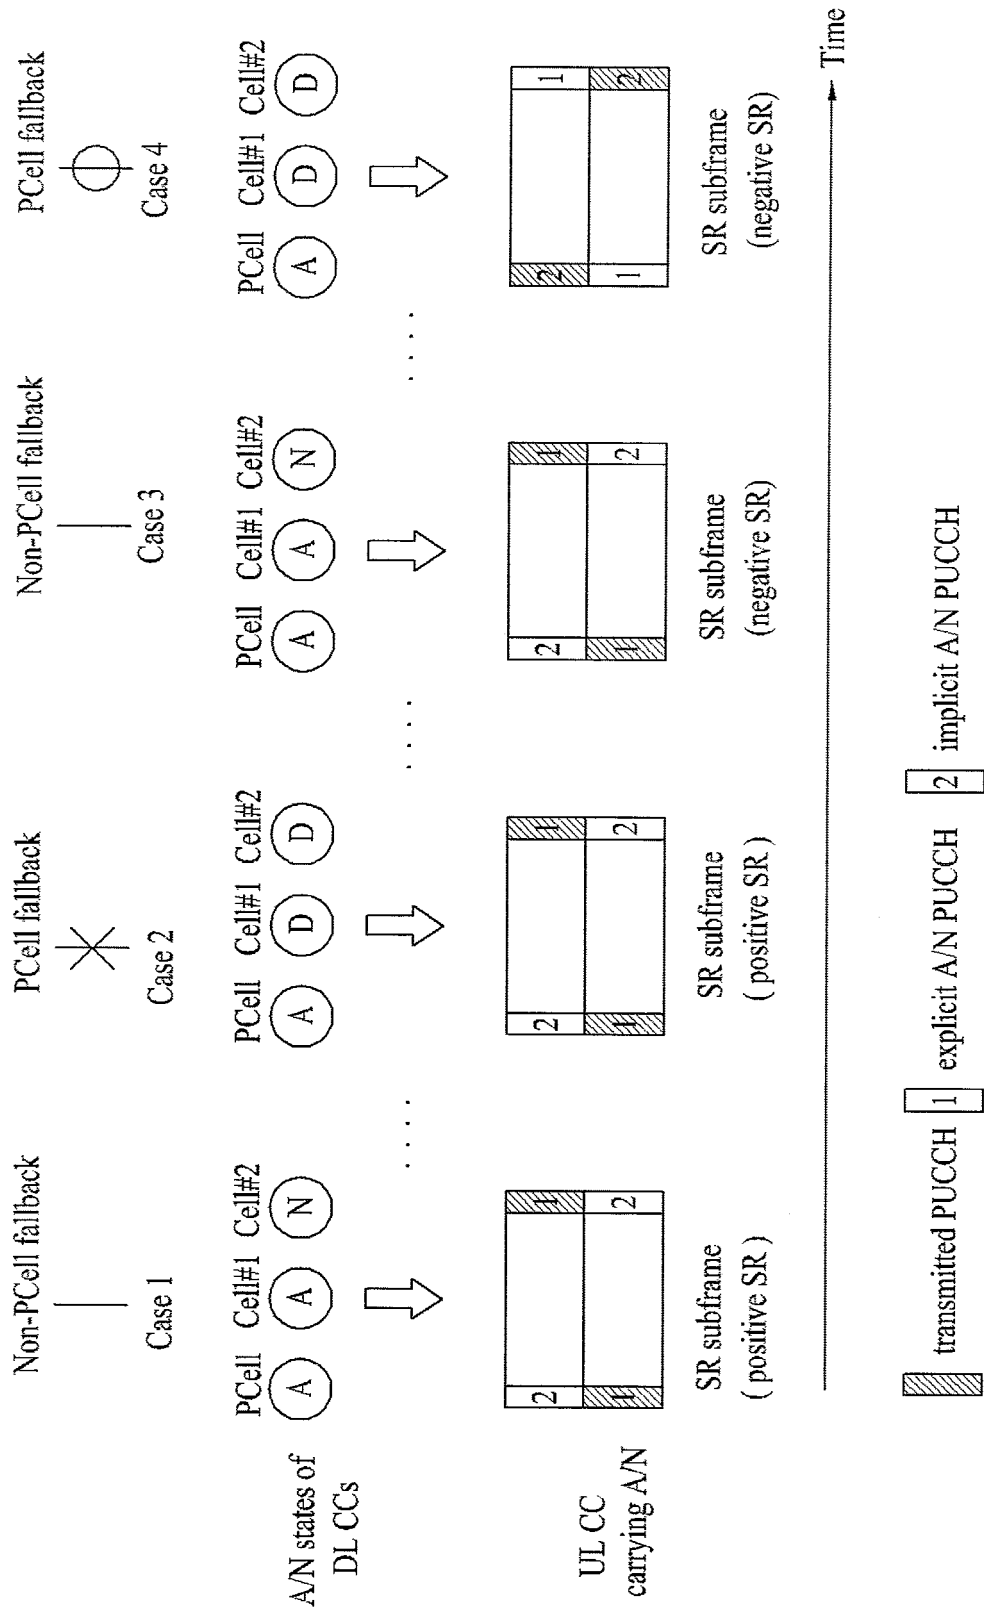 Non-PCell fallback
PCell fallback
Non-PCell fallback
PCell fallback
Case 1
Case 2
Case 3
Case 4
PCell Cell#1 Cell#2
PCell Cell#1 Cell#2
PCell Cell#1 Cell#2
PCell Cell#1 Cell#2
A/N states of
DL CCs
A A N
A D D
A A N
A D D
. . . .
. . . .
. . . .
UL CC
carrying A/N
2 1
1 2
2 1
1 2
2 1
1 2
2 1
1 2
SR subframe
( positive SR )
SR subframe
( positive SR )
SR subframe
(negative SR)
SR subframe
(negative SR)
Time
transmitted PUCCH
1 explicit A/N PUCCH
2 implicit A/N PUCCH